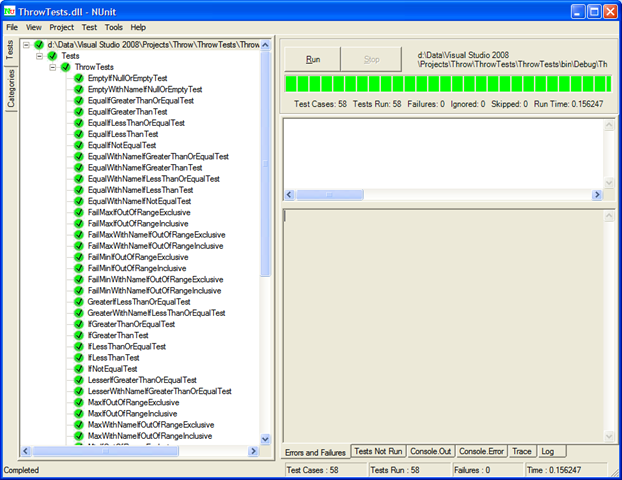 ThrowTests.dll - NUnit
File View Project Test Tools Help
Tests
Categories
d:\Data\Visual Studio 2008\Projects\Throw\ThrowTests\Throw
Tests
ThrowTests
EmptyIfNullOrEmptyTest
EmptyWithNameIfNullOrEmptyTest
EqualIfGreaterThanOrEqualTest
EqualIfGreaterThanTest
EqualIfLessThanOrEqualTest
EqualIfLessThanTest
EqualIfNotEqualTest
EqualWithNameIfGreaterThanOrEqualTest
EqualWithNameIfGreaterThanTest
EqualWithNameIfLessThanOrEqualTest
EqualWithNameIfLessThanTest
EqualWithNameIfNotEqualTest
FailMaxIfOutOfRangeExclusive
FailMaxIfOutOfRangeInclusive
FailMaxWithNameIfOutOfRangeExclusive
FailMaxWithNameIfOutOfRangeInclusive
FailMinIfOutOfRangeExclusive
FailMinIfOutOfRangeInclusive
FailMinWithNameIfOutOfRangeExclusive
FailMinWithNameIfOutOfRangeInclusive
GreaterIfLessThanOrEqualTest
GreaterWithNameIfLessThanOrEqualTest
IfGreaterThanOrEqualTest
IfGreaterThanTest
IfLessThanOrEqualTest
IfLessThanTest
IfNotEqualTest
LesserIfGreaterThanOrEqualTest
LesserWithNameIfGreaterThanOrEqualTest
MaxIfOutOfRangeExclusive
MaxIfOutOfRangeInclusive
MaxWithNameIfOutOfRangeExclusive
MaxWithNameIfOutOfRangeInclusive
Run
Stop
d:\Data\Visual Studio 2008
\Projects\Throw\ThrowTests\ThrowTests\bin\Debug\Th
Test Cases: 58 Tests Run: 58 Failures: 0 Ignored: 0 Skipped: 0 Run Time: 0.156247
Errors and Failures Tests Not Run Console.Out Console.Error Trace Log
Completed Test Cases : 58 Tests Run : 58 Failures : 0 Time : 0.156247